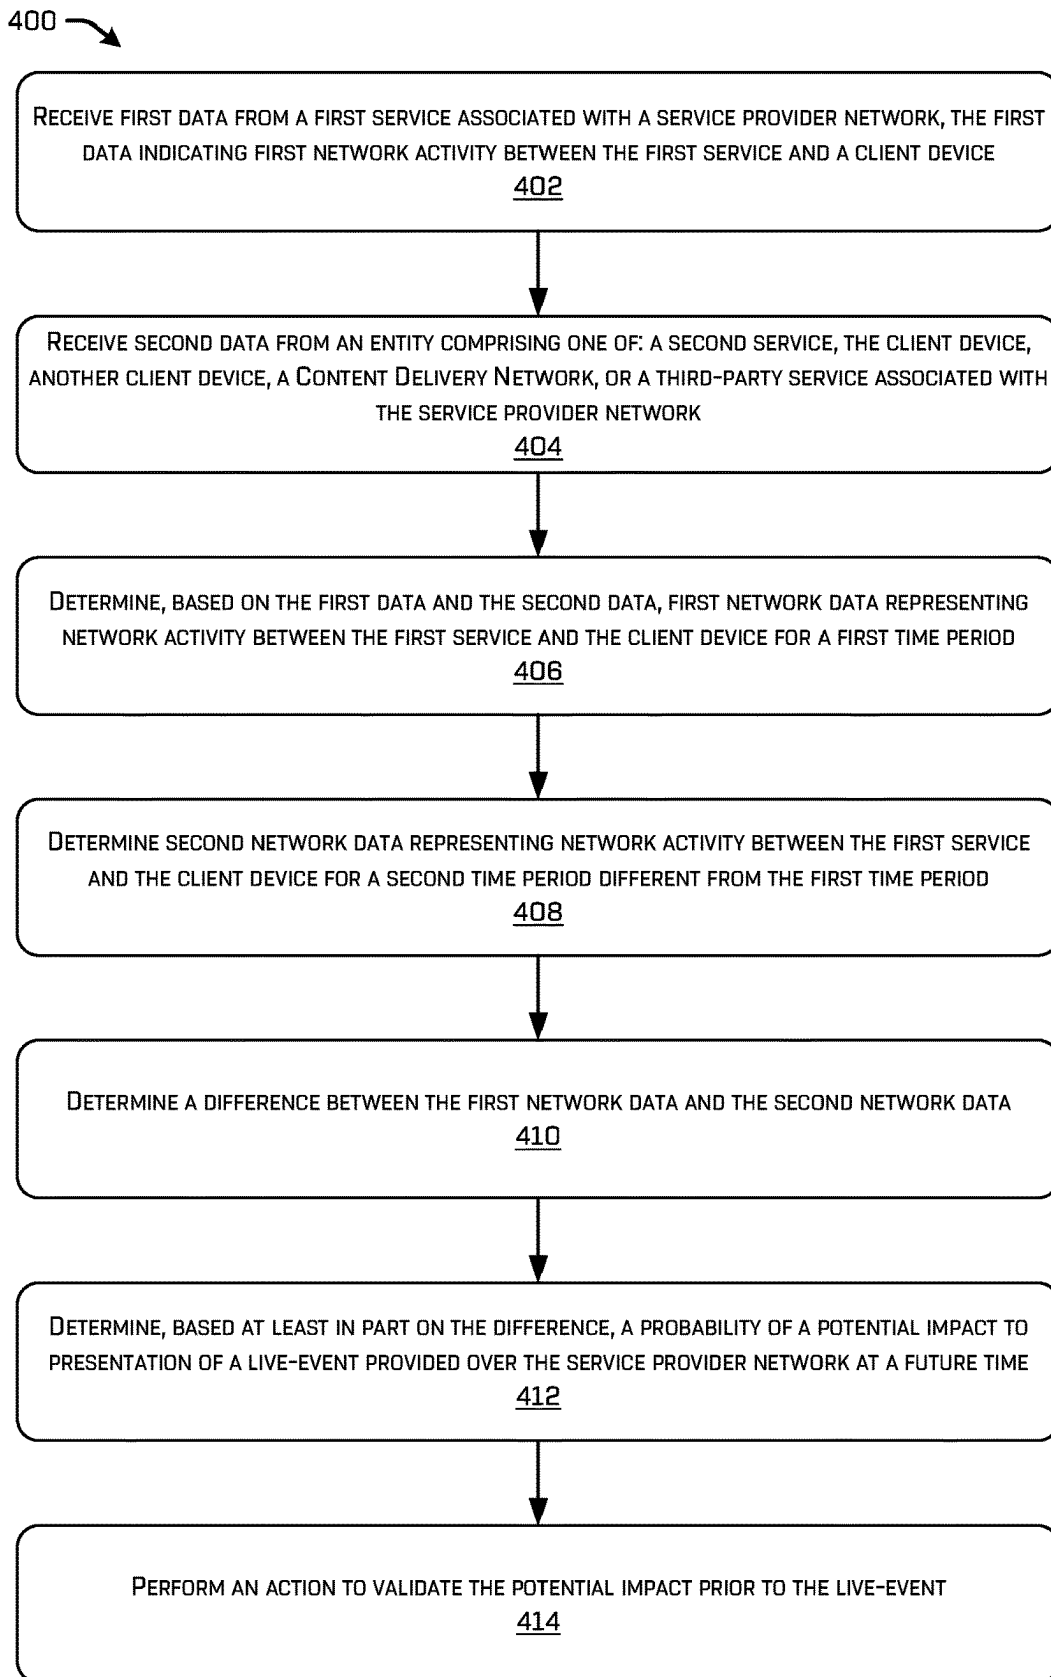 400
RECEIVE FIRST DATA FROM A FIRST SERVICE ASSOCIATED WITH A SERVICE PROVIDER NETWORK, THE FIRST
DATA INDICATING FIRST NETWORK ACTIVITY BETWEEN THE FIRST SERVICE AND A CLIENT DEVICE
402
RECEIVE SECOND DATA FROM AN ENTITY COMPRISING ONE OF: A SECOND SERVICE, THE CLIENT DEVICE,
ANOTHER CLIENT DEVICE, A CONTENT DELIVERY NETWORK, OR A THIRD-PARTY SERVICE ASSOCIATED WITH
THE SERVICE PROVIDER NETWORK
404
DETERMINE, BASED ON THE FIRST DATA AND THE SECOND DATA, FIRST NETWORK DATA REPRESENTING
NETWORK ACTIVITY BETWEEN THE FIRST SERVICE AND THE CLIENT DEVICE FOR A FIRST TIME PERIOD
406
DETERMINE SECOND NETWORK DATA REPRESENTING NETWORK ACTIVITY BETWEEN THE FIRST SERVICE
AND THE CLIENT DEVICE FOR A SECOND TIME PERIOD DIFFERENT FROM THE FIRST TIME PERIOD
408
DETERMINE A DIFFERENCE BETWEEN THE FIRST NETWORK DATA AND THE SECOND NETWORK DATA
410
DETERMINE, BASED AT LEAST IN PART ON THE DIFFERENCE, A PROBABILITY OF A POTENTIAL IMPACT TO
PRESENTATION OF A LIVE-EVENT PROVIDED OVER THE SERVICE PROVIDER NETWORK AT A FUTURE TIME
412
PERFORM AN ACTION TO VALIDATE THE POTENTIAL IMPACT PRIOR TO THE LIVE-EVENT
414